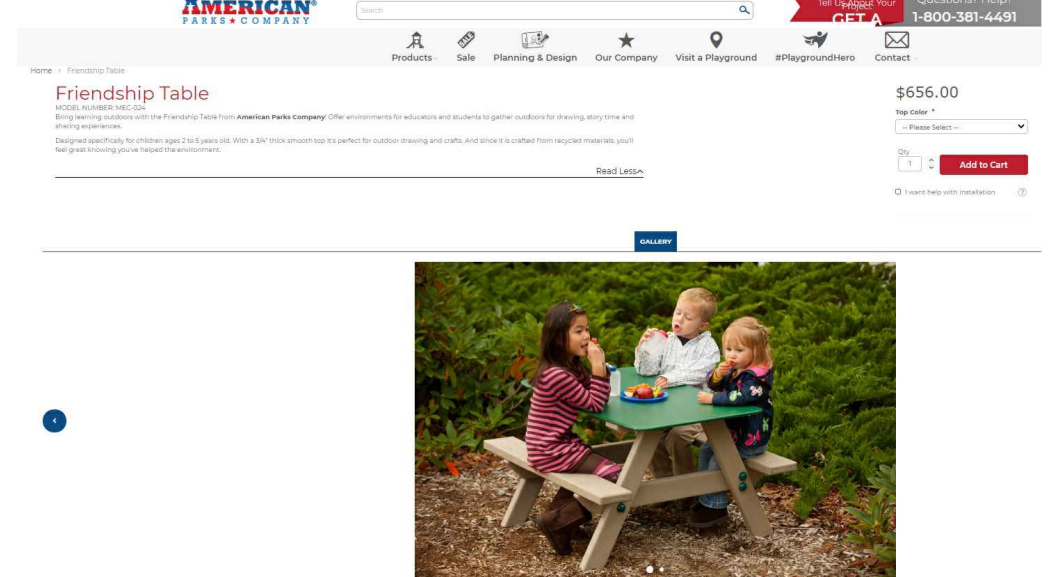 AMERICAN
PARKS★COMPANY
Search
Tell Us About Your
Project
GET A
Questions? Help!
1-800-381-4491
Products
Sale
Planning & Design
Our Company
Visit a Playground
#PlaygroundHero
Contact
Home > Friendship Table
Friendship Table
MODEL NUMBER: MEC-024
Bring learning outdoors with the Friendship Table from American Parks Company! Offer environments for educators and students to gather outdoors for drawing, story time and
sharing experiences.
Designed specifically for children ages 2 to 5 years old. With a 3/4" thick smooth top it's perfect for outdoor drawing and crafts. And since it is crafted from recycled materials, you'll
feel great knowing you've helped the environment.
Read Less
$656.00
Top Color *
-- Please Select --
Qty
1
Add to Cart
I want help with installation
?
GALLERY